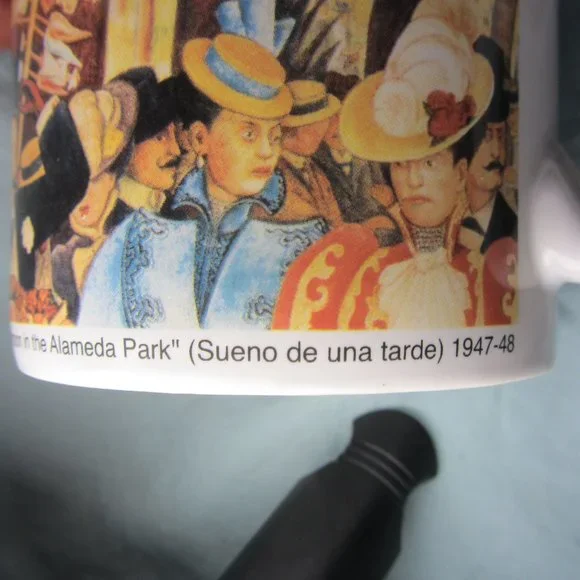 in the Alameda Park" (Sueno de una tarde) 1947-48